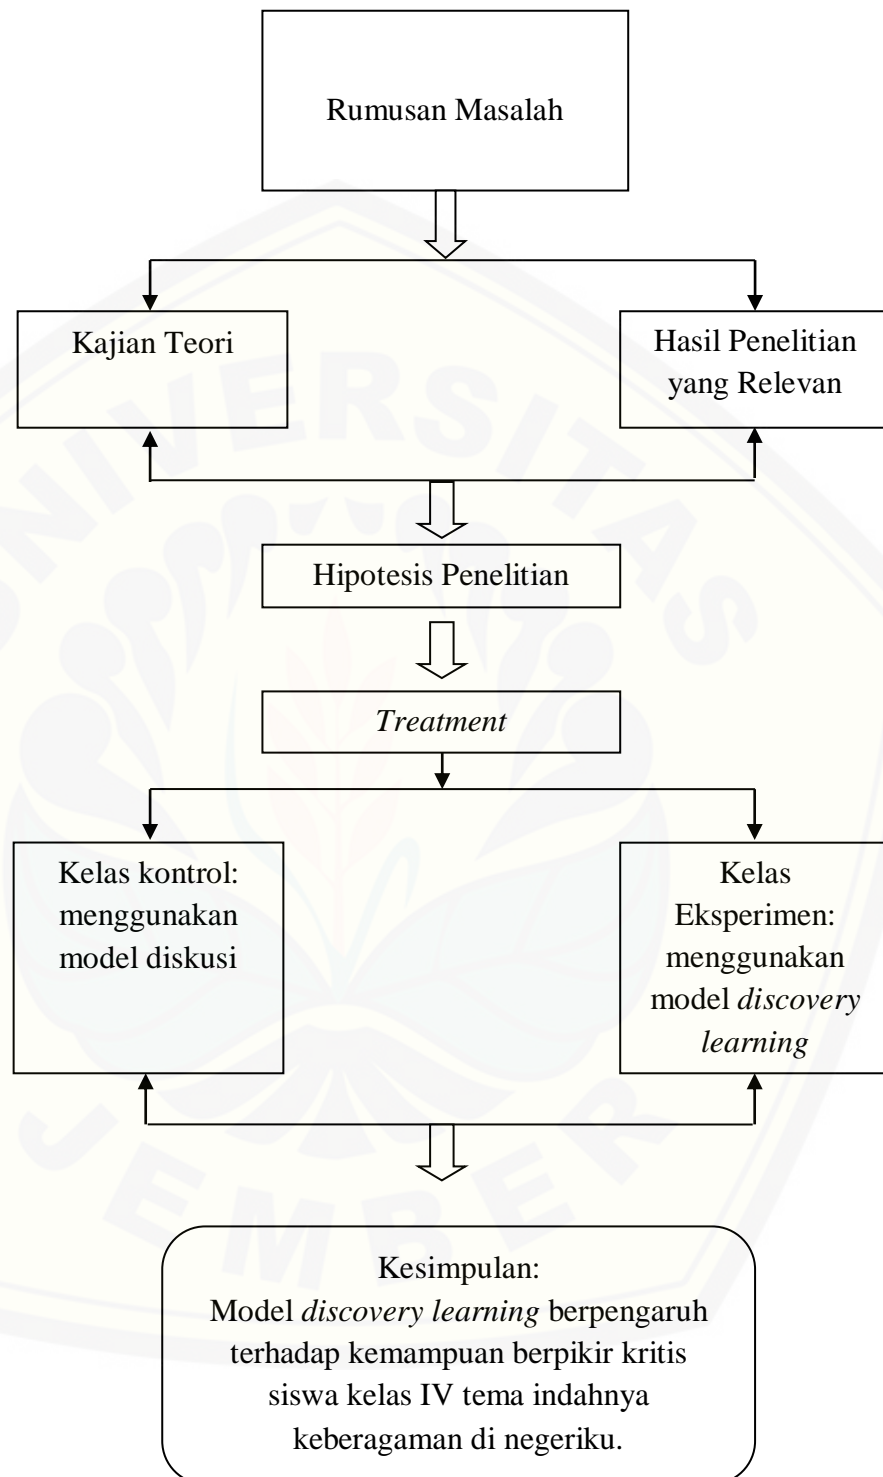 Rumusan Masalah
Kajian Teori
Hasil Penelitian
yang Relevan
Hipotesis Penelitian
Treatment
Kelas kontrol:
menggunakan
model diskusi
Kelas
Eksperimen:
menggunakan
model discovery
learning
Kesimpulan:
Model discovery learning berpengaruh
terhadap kemampuan berpikir kritis
siswa kelas IV tema indahnya
keberagaman di negeriku.
UNIVERSITAS
JEMBER